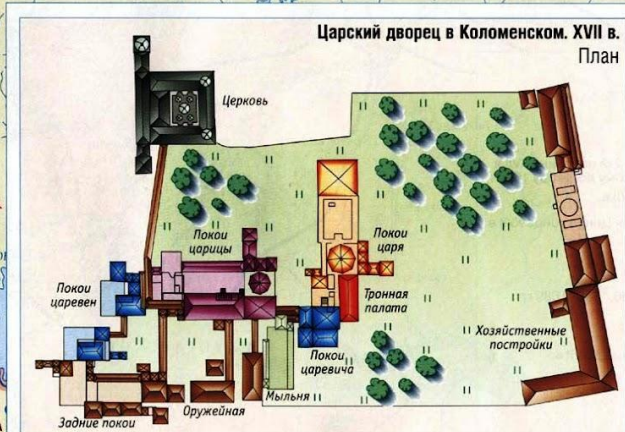 Царский дворец в Коломенском. XVII в.
План
Церковь
Покои
царицы
Покои
царя
Покои
царевен
Тронная
палата
Хозяйственные
постройки
Покои
царевича
Мыльня
Оружейная
Задние покои